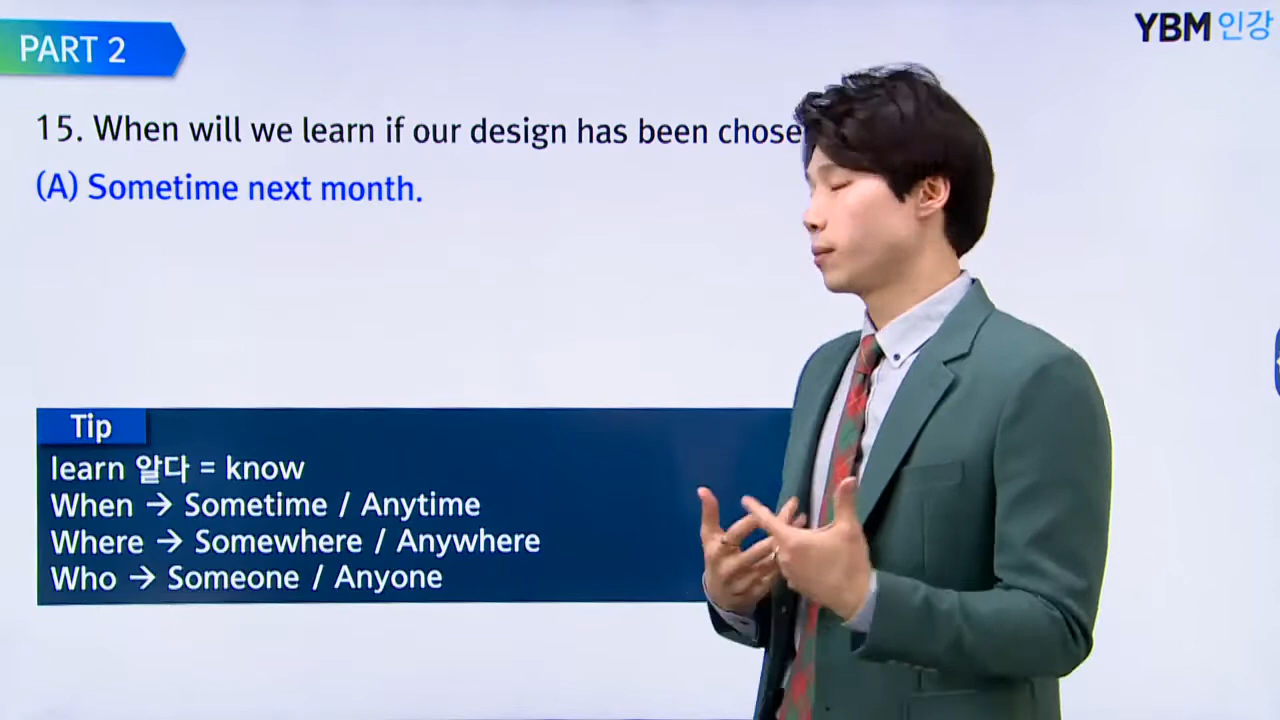 PART 2
YBM 인강
15. When will we learn if our design has been chose
(A) Sometime next month.
Tip
learn 알다 = know
When → Sometime / Anytime
Where → Somewhere / Anywhere
Who → Someone / Anyone